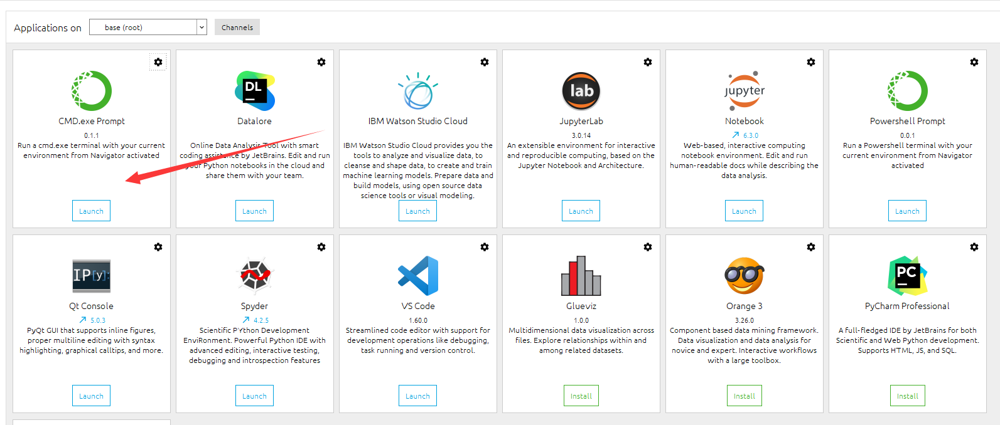 Applications on
base (root)
Channels
CMD.exe Prompt
0.1.1
Run a cmd.exe terminal with your current
environment from Navigator activated
Launch
DL
Datalore
Online Data Analysis Tool with smart
coding assistance by JetBrains. Edit and run
your Python notebooks in the cloud and
share them with your team.
Launch
IBM Watson Studio Cloud
IBM Watson Studio Cloud provides you the
tools to analyze and visualize data, to
cleanse and shape data, to create and train
machine learning models. Prepare data and
build models, using open source data
science tools or visual modeling.
Launch
lab
JupyterLab
3.0.14
An extensible environment for interactive
and reproducible computing, based on the
Jupyter Notebook and Architecture.
Launch
jupyter
Notebook
6.3.0
Web-based, interactive computing
notebook environment. Edit and run
human-readable docs while describing the
data analysis.
Launch
Powershell Prompt
0.0.1
Run a Powershell terminal with your
current environment from Navigator
activated
Launch
IP[y]:
Qt Console
5.0.3
PyQt GUI that supports inline figures,
proper multiline editing with syntax
highlighting, graphical calltips, and more.
Launch
Spyder
4.2.5
Scientific PYthon Development
EnviRonment. Powerful Python IDE with
advanced editing, interactive testing,
debugging and introspection features
Launch
VS Code
1.60.0
Streamlined code editor with support for
development operations like debugging,
task running and version control.
Launch
Glueviz
1.0.0
Multidimensional data visualization across
files. Explore relationships within and
among related datasets.
Install
Orange 3
3.26.0
Component based data mining framework.
Data visualization and data analysis for
novice and expert. Interactive workflows
with a large toolbox.
Install
PC
PyCharm Professional
A full-fledged IDE by JetBrains for both
Scientific and Web Python development.
Supports HTML, JS, and SQL.
Install